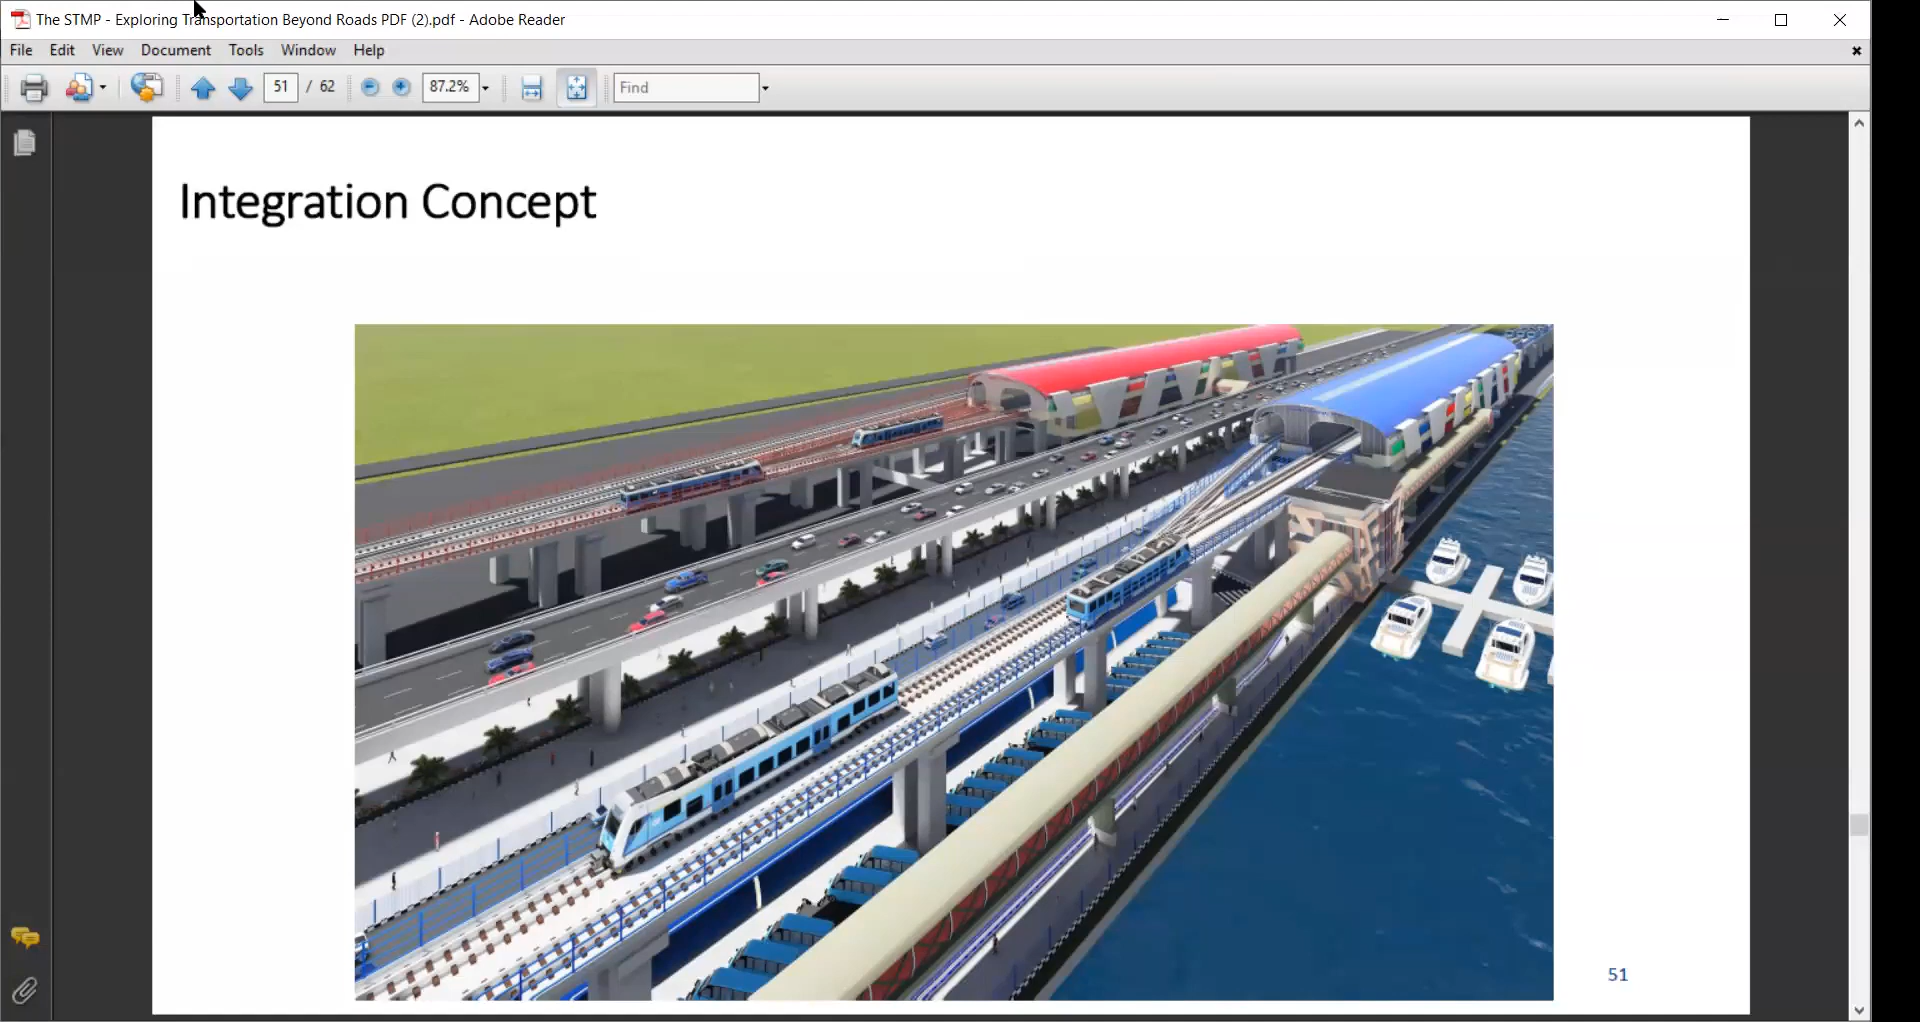 The STMP - Exploring Transportation Beyond Roads PDF (2).pdf - Adobe Reader
File Edit View Document Tools Window Help
51 / 62 87.2% Find
Integration Concept
51